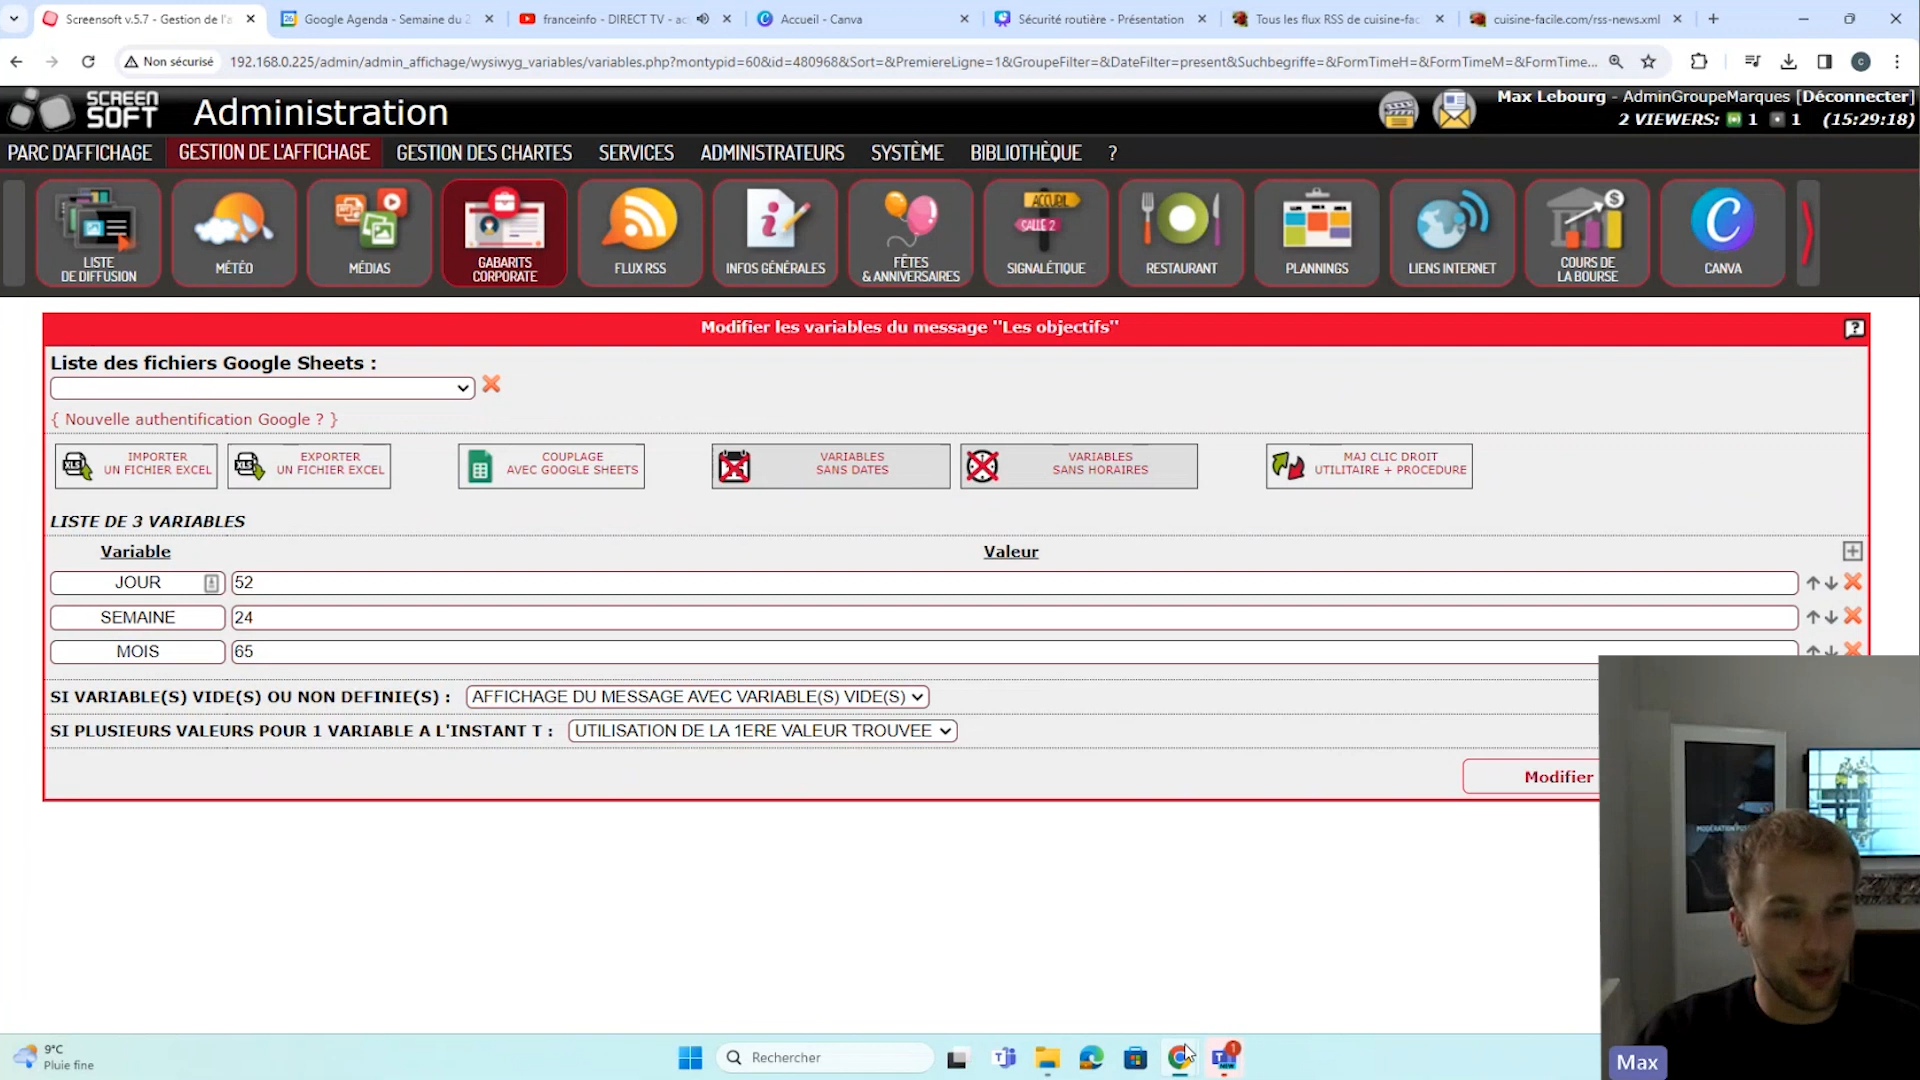 Screensoft v.5.7 - Gestion de l'a
Google Agenda - Semaine du 2
franceinfo - DIRECT TV - ac
Accueil - Canva
Sécurité routière - Présentation
Tous les flux RSS de cuisine-fac
cuisine-facile.com/rss-news.xml
Non sécurisé
192.168.0.225/admin/admin_affichage/wysiwyg_variables/variables.php?montypid=60&id=480968&Sort=&PremiereLigne=1&GroupeFilter=&DateFilter=present&Suchbegriffe=&FormTimeH=&FormTimeM=&FormTime...
SCREEN
SOFT
Administration
Max Lebourg - AdminGroupeMarques [Déconnecter]
2 VIEWERS: 1 1 (15:29:18)
PARC D'AFFICHAGE GESTION DE L'AFFICHAGE GESTION DES CHARTES SERVICES ADMINISTRATEURS SYSTÈME BIBLIOTHÈQUE ?
LISTE
DE DIFFUSION
MÉTÉO
MÉDIAS
GABARITS
CORPORATE
FLUX RSS
INFOS GÉNÉRALES
FÊTES
& ANNIVERSAIRES
ACCUEIL
SALLE 2
SIGNALÉTIQUE
RESTAURANT
PLANNINGS
LIENS INTERNET
COURS DE
LA BOURSE
CANVA
Modifier les variables du message "Les objectifs"
?
Liste des fichiers Google Sheets :
{ Nouvelle authentification Google ? }
XLS
IMPORTER
UN FICHIER EXCEL
XLS
EXPORTER
UN FICHIER EXCEL
COUPLAGE
AVEC GOOGLE SHEETS
VARIABLES
SANS DATES
VARIABLES
SANS HORAIRES
MAJ CLIC DROIT
UTILITAIRE + PROCEDURE
LISTE DE 3 VARIABLES
Variable Valeur
JOUR 52
SEMAINE 24
MOIS 65
SI VARIABLE(S) VIDE(S) OU NON DEFINIE(S) : AFFICHAGE DU MESSAGE AVEC VARIABLE(S) VIDE(S)
SI PLUSIEURS VALEURS POUR 1 VARIABLE A L'INSTANT T : UTILISATION DE LA 1ERE VALEUR TROUVEE
Modifier
9°C
Pluie fine
Rechercher
1
NEW
Max